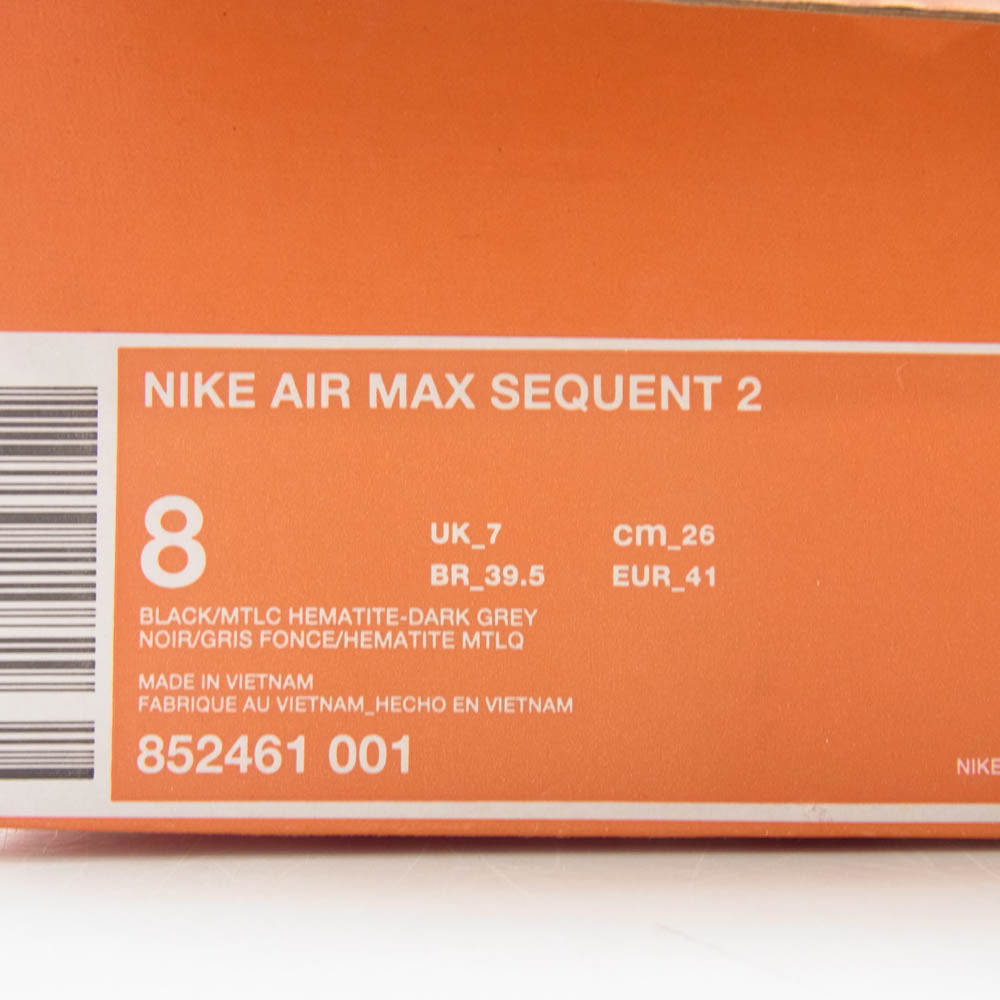 NIKE AIR MAX SEQUENT 2
8
UK_7 cm_26
BR_39.5 EUR_41
BLACK/MTLC HEMATITE-DARK GREY
NOIR/GRIS FONCE/HEMATITE MTLQ
MADE IN VIETNAM
FABRIQUE AU VIETNAM_HECHO EN VIETNAM
852461 001
NIKE